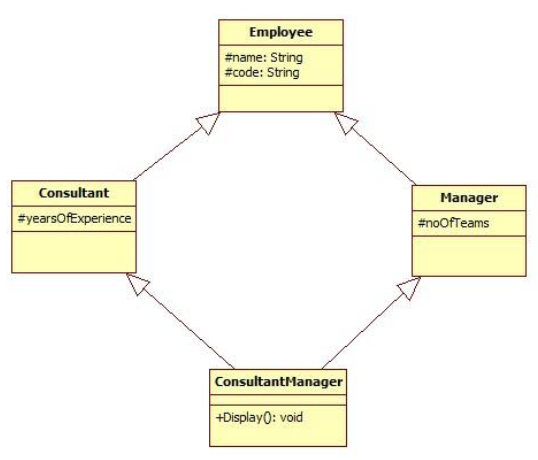 Employee
#name: String
#code: String
Consultant
#yearsOfExperience
Manager
#noOfTeams
ConsultantManager
+Display(): void